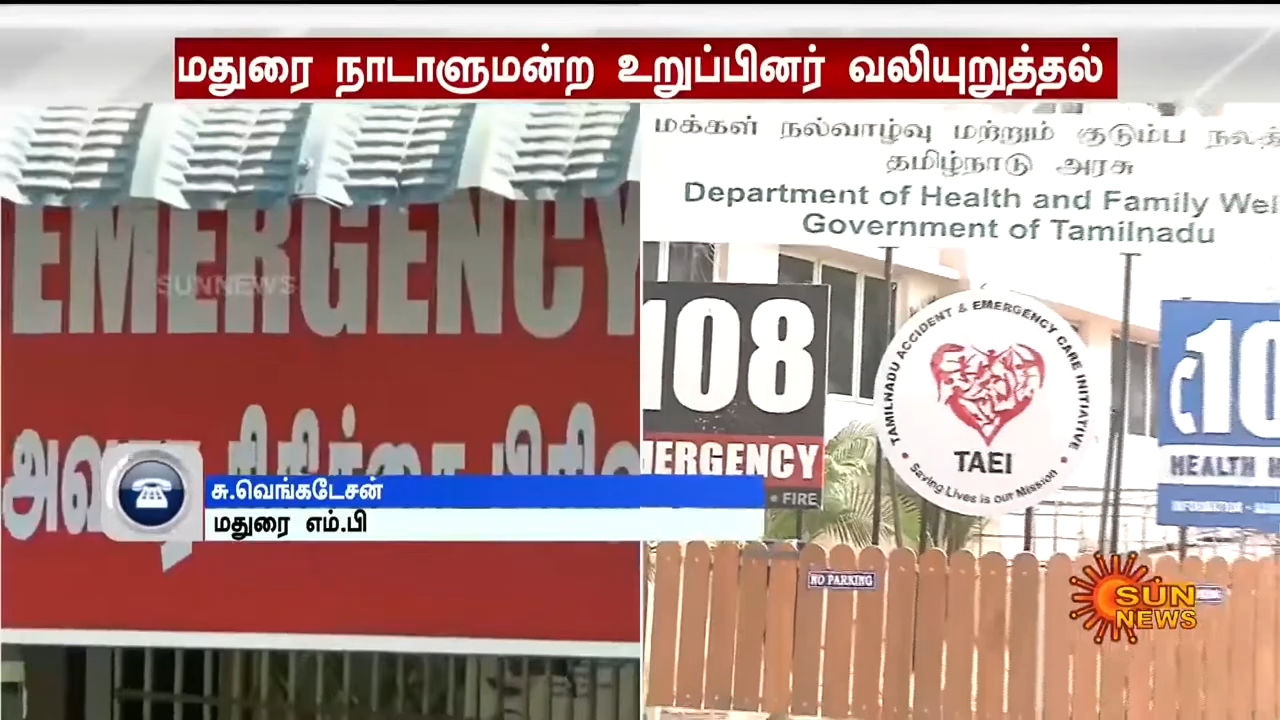 மதுரை நாடாளுமன்ற உறுப்பினர் வலியுறுத்தல்
EMERGENCY
SUNNEWS
சு.வெங்கடேசன்
மதுரை எம்.பி
மக்கள் நல்வாழ்வு மற்றும் குடும்ப
தமிழ்நாடு அரசு
Department of Health and Family Wel
Government of Tamilnadu
108
MERGENCY
• FIRE
TAMILNADU ACCIDENT & EMERGENCY CARE INITIATIVE
TAEI
• Saving Lives is our Mission •
10
HEALTH
NO PARKING
SUN
NEWS